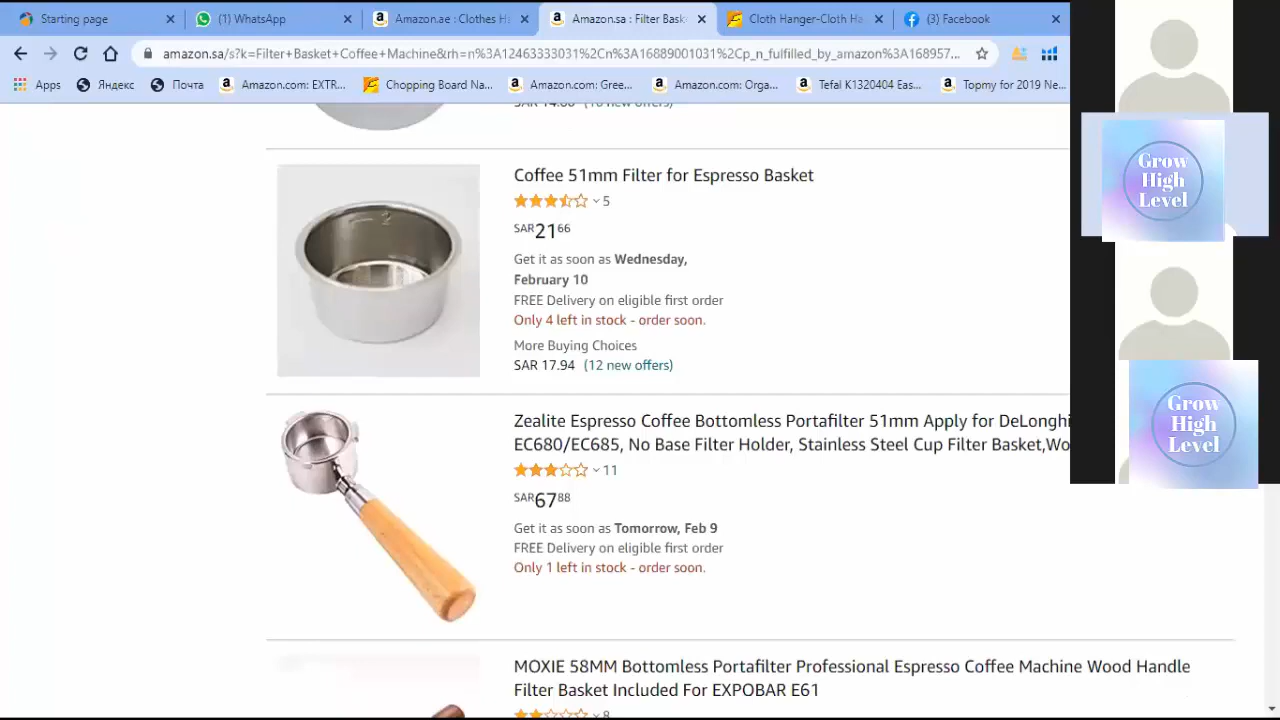 Starting page
(1) WhatsApp
Amazon.ae : Clothes H
Amazon.sa : Filter Bask
Cloth Hanger-Cloth Ha
(3) Facebook
amazon.sa/s?k=Filter+Basket+Coffee+Machine&rh=n%3A12463333031%2Cn%3A16889001031%2Cp_n_fulfilled_by_amazon%3A168957...
Apps
Яндекс
Почта
Amazon.com: EXTR...
Chopping Board Na...
Amazon.com: Gree...
Amazon.com: Orga...
Tefal K1320404 Eas...
Topmy for 2019 Ne...
Coffee 51mm Filter for Espresso Basket
5
SAR21 66
Get it as soon as Wednesday,
February 10
FREE Delivery on eligible first order
Only 4 left in stock - order soon.
More Buying Choices
SAR 17.94 (12 new offers)
Zealite Espresso Coffee Bottomless Portafilter 51mm Apply for DeLonghi
EC680/EC685, No Base Filter Holder, Stainless Steel Cup Filter Basket,Wo
11
SAR67 88
Get it as soon as Tomorrow, Feb 9
FREE Delivery on eligible first order
Only 1 left in stock - order soon.
MOXIE 58MM Bottomless Portafilter Professional Espresso Coffee Machine Wood Handle
Filter Basket Included For EXPOBAR E61
8
Grow
High
Level
Grow
High
Level